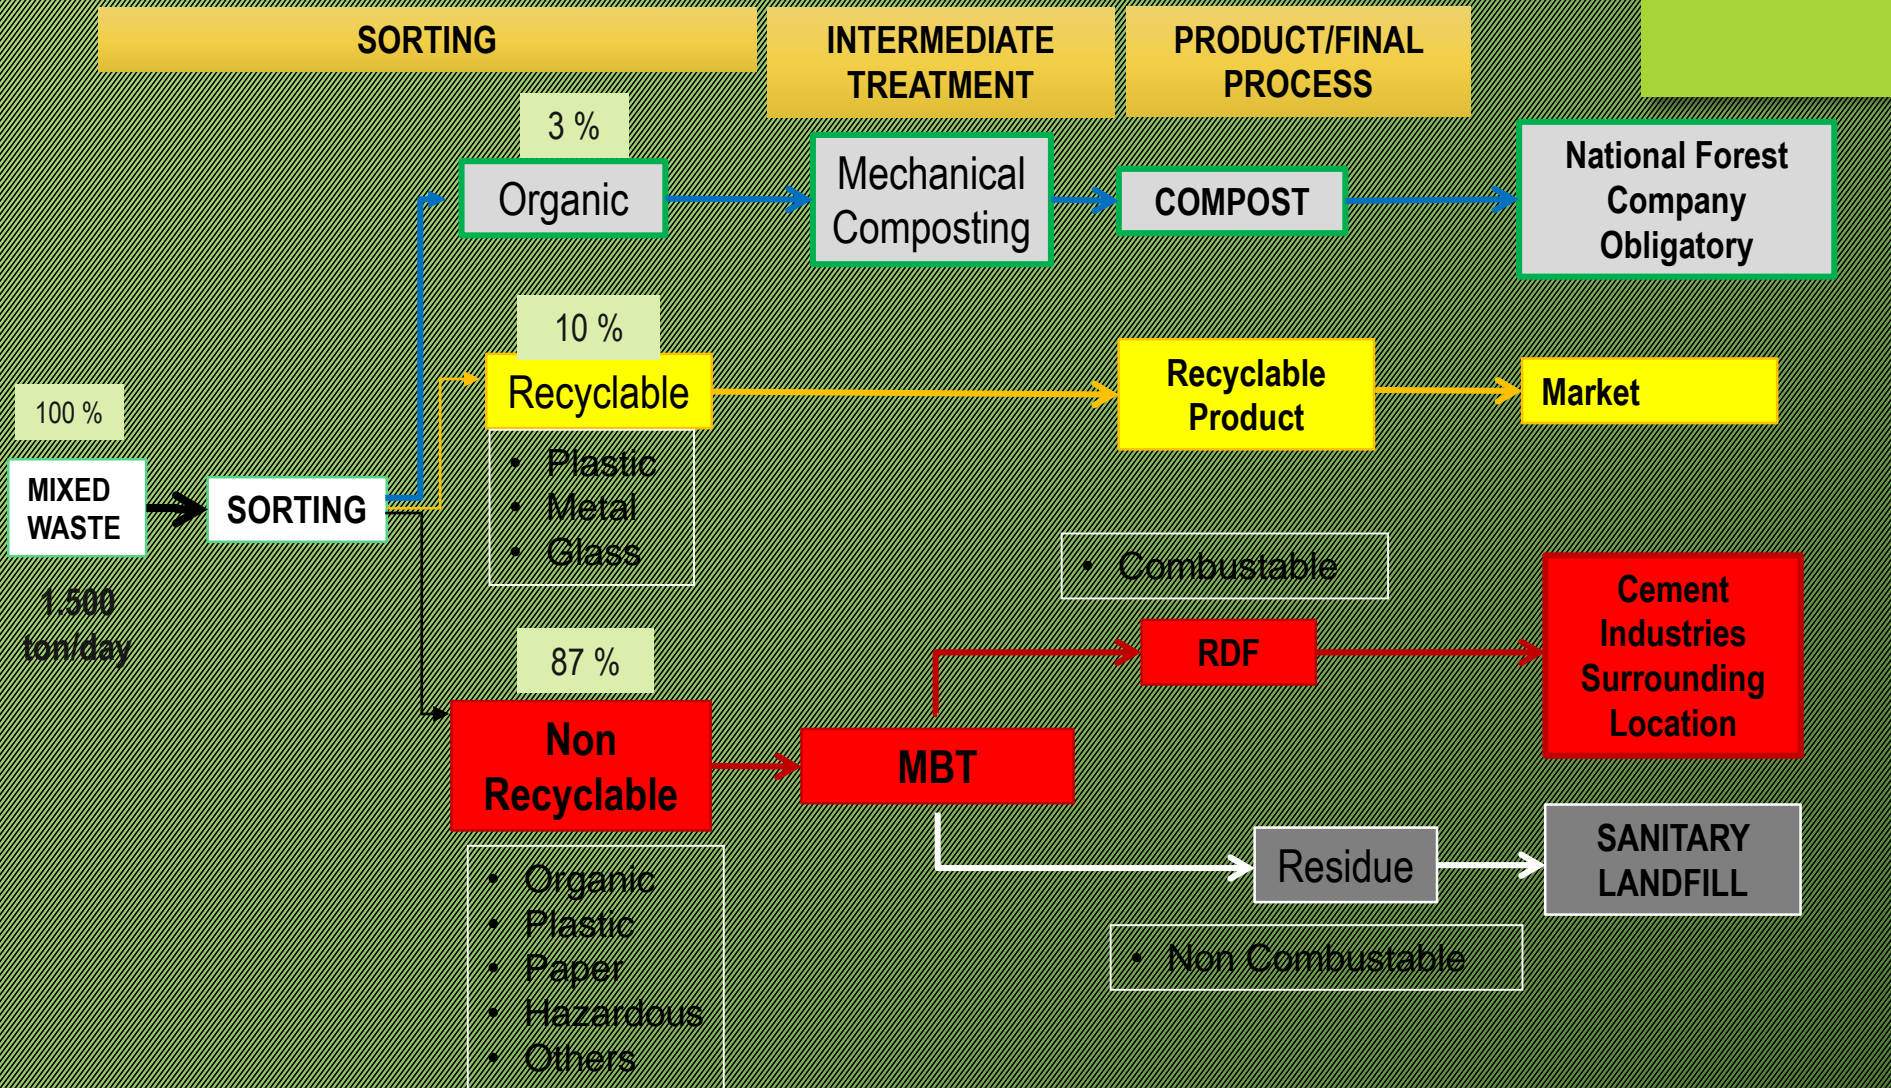 SORTING
INTERMEDIATE
TREATMENT
PRODUCT/FINAL
PROCESS
3 %
Organic
Mechanical
Composting
COMPOST
National Forest
Company
Obligatory
10 %
Recyclable
• Plastic
• Metal
• Glass
Recyclable
Product
Market
100 %
MIXED
WASTE
1.500
ton/day
SORTING
87 %
Non
Recyclable
• Organic
• Plastic
• Paper
• Hazardous
• Others
MBT
• Combustable
RDF
Cement
Industries
Surrounding
Location
Residue
• Non Combustable
SANITARY
LANDFILL